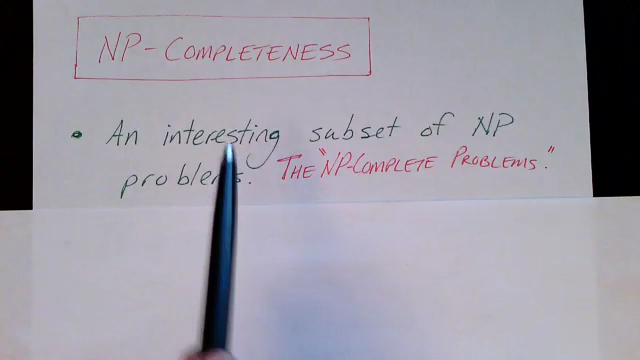 NP-COMPLETENESS
• An interesting subset of NP
problems. THE "NP-COMPLETE PROBLEMS."